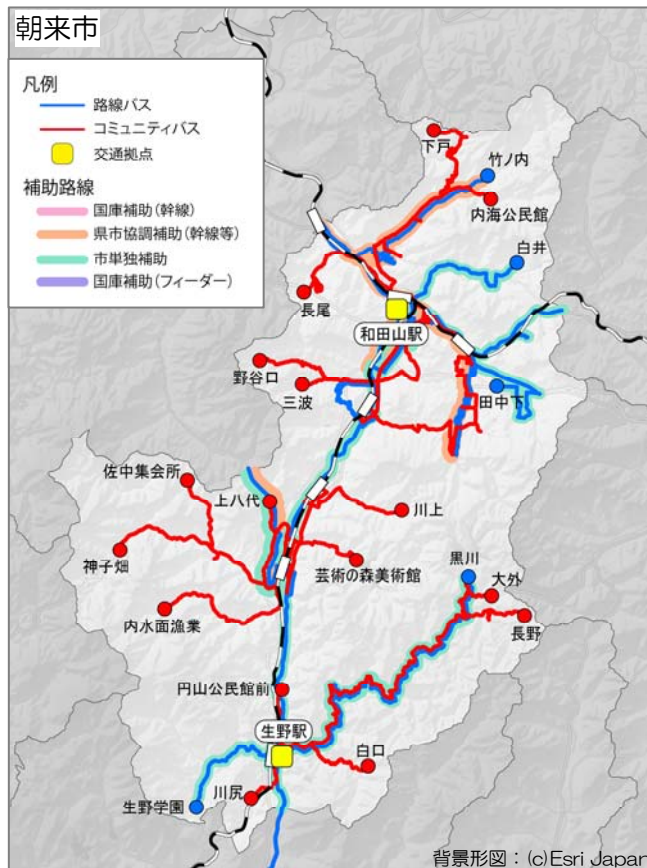 朝来市
凡例
路線バス
コミュニティバス
交通拠点
補助路線
国庫補助(幹線)
県市協調補助(幹線等)
市単独補助
国庫補助(フィーダー)
下戸
竹ノ内
内海公民館
白井
長尾
和田山駅
野谷口
三波
田中下
佐中集会所
上八代
川上
神子畑
芸術の森美術館
黒川
大外
内水面漁業
長野
円山公民館前
生野駅
白口
川尻
生野学園
背景形図:(c)Esri Japan